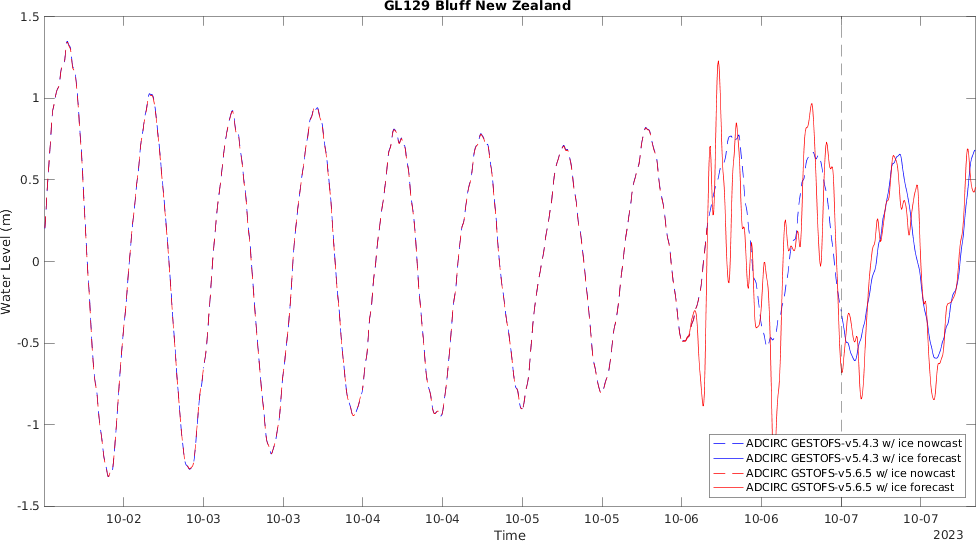 GL129 Bluff New Zealand
Water Level (m)
1.5
1
0.5
0
-0.5
-1
-1.5
ADCIRC GESTOFS-v5.4.3 w/ ice nowcast
ADCIRC GESTOFS-v5.4.3 w/ ice forecast
ADCIRC GSTOFS-v5.6.5 w/ ice nowcast
ADCIRC GSTOFS-v5.6.5 w/ ice forecast
10-02 10-03 10-03 10-04 10-04 10-05 10-05 10-06 10-06 10-07 10-07
Time
2023